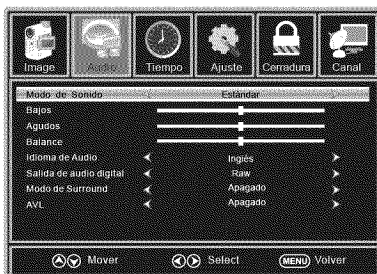 Image Audio Tiempo Ajuste Cerradura Canal
Modo de Sonido Estándar
Bajos
Agudos
Balance
Idioma de Audio Inglés
Salida de audio digital Raw
Modo de Surround Apagado
AVL Apagado
Mover Select MENU Volver